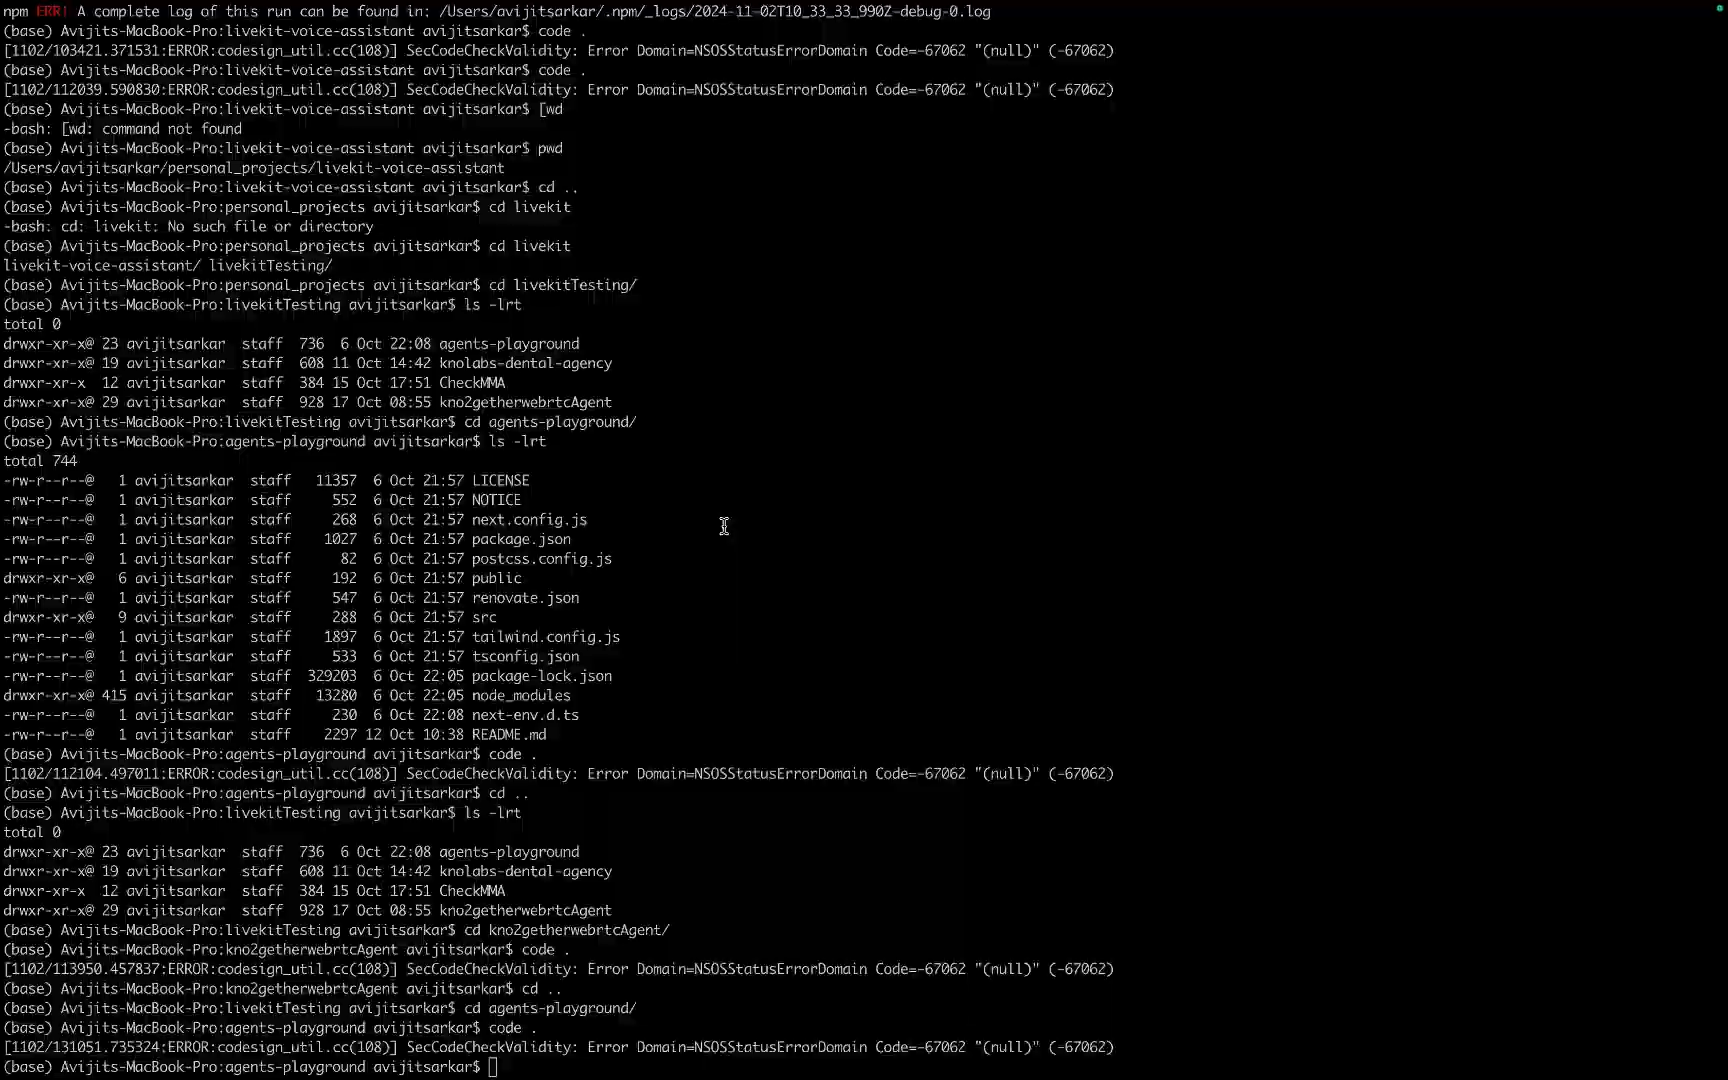 npm ERR! A complete log of this run can be found in: /Users/avijitsarkar/.npm/_logs/2024-11-02T10_33_33_990Z-debug-0.log
(base) Avijits-MacBook-Pro:livekit-voice-assistant avijitsarkar$ code .
[1102/103421.371531:ERROR:codesign_util.cc(108)] SecCodeCheckValidity: Error Domain=NSOSStatusErrorDomain Code=-67062 "(null)" (-67062)
(base) Avijits-MacBook-Pro:livekit-voice-assistant avijitsarkar$ code .
[1102/112039.590830:ERROR:codesign_util.cc(108)] SecCodeCheckValidity: Error Domain=NSOSStatusErrorDomain Code=-67062 "(null)" (-67062)
(base) Avijits-MacBook-Pro:livekit-voice-assistant avijitsarkar$ [wd
-bash: [wd: command not found
(base) Avijits-MacBook-Pro:livekit-voice-assistant avijitsarkar$ pwd
/Users/avijitsarkar/personal_projects/livekit-voice-assistant
(base) Avijits-MacBook-Pro:livekit-voice-assistant avijitsarkar$ cd ..
(base) Avijits-MacBook-Pro:personal_projects avijitsarkar$ cd livekit
-bash: cd: livekit: No such file or directory
(base) Avijits-MacBook-Pro:personal_projects avijitsarkar$ cd livekit
livekit-voice-assistant/ livekitTesting/
(base) Avijits-MacBook-Pro:personal_projects avijitsarkar$ cd livekitTesting/
(base) Avijits-MacBook-Pro:livekitTesting avijitsarkar$ ls -lrt
total 0
drwxr-xr-x@ 23 avijitsarkar  staff  736  6 Oct 22:08 agents-playground
drwxr-xr-x@ 19 avijitsarkar  staff  608 11 Oct 14:42 knolabs-dental-agency
drwxr-xr-x  12 avijitsarkar  staff  384 15 Oct 17:51 CheckMMA
drwxr-xr-x@ 29 avijitsarkar  staff  928 17 Oct 08:55 kno2getherwebrtcAgent
(base) Avijits-MacBook-Pro:livekitTesting avijitsarkar$ cd agents-playground/
(base) Avijits-MacBook-Pro:agents-playground avijitsarkar$ ls -lrt
total 744
-rw-r--r--@   1 avijitsarkar  staff   11357  6 Oct 21:57 LICENSE
-rw-r--r--@   1 avijitsarkar  staff     552  6 Oct 21:57 NOTICE
-rw-r--r--@   1 avijitsarkar  staff     268  6 Oct 21:57 next.config.js
-rw-r--r--@   1 avijitsarkar  staff    1027  6 Oct 21:57 package.json
-rw-r--r--@   1 avijitsarkar  staff      82  6 Oct 21:57 postcss.config.js
drwxr-xr-x@   6 avijitsarkar  staff     192  6 Oct 21:57 public
-rw-r--r--@   1 avijitsarkar  staff     547  6 Oct 21:57 renovate.json
drwxr-xr-x@   9 avijitsarkar  staff     288  6 Oct 21:57 src
-rw-r--r--@   1 avijitsarkar  staff    1897  6 Oct 21:57 tailwind.config.js
-rw-r--r--@   1 avijitsarkar  staff     533  6 Oct 21:57 tsconfig.json
-rw-r--r--@   1 avijitsarkar  staff  329203  6 Oct 22:05 package-lock.json
drwxr-xr-x@ 415 avijitsarkar  staff   13280  6 Oct 22:05 node_modules
-rw-r--r--@   1 avijitsarkar  staff     230  6 Oct 22:08 next-env.d.ts
-rw-r--r--@   1 avijitsarkar  staff    2297 12 Oct 10:38 README.md
(base) Avijits-MacBook-Pro:agents-playground avijitsarkar$ code .
[1102/112104.497011:ERROR:codesign_util.cc(108)] SecCodeCheckValidity: Error Domain=NSOSStatusErrorDomain Code=-67062 "(null)" (-67062)
(base) Avijits-MacBook-Pro:agents-playground avijitsarkar$ cd ..
(base) Avijits-MacBook-Pro:livekitTesting avijitsarkar$ ls -lrt
total 0
drwxr-xr-x@ 23 avijitsarkar  staff  736  6 Oct 22:08 agents-playground
drwxr-xr-x@ 19 avijitsarkar  staff  608 11 Oct 14:42 knolabs-dental-agency
drwxr-xr-x  12 avijitsarkar  staff  384 15 Oct 17:51 CheckMMA
drwxr-xr-x@ 29 avijitsarkar  staff  928 17 Oct 08:55 kno2getherwebrtcAgent
(base) Avijits-MacBook-Pro:livekitTesting avijitsarkar$ cd kno2getherwebrtcAgent/
(base) Avijits-MacBook-Pro:kno2getherwebrtcAgent avijitsarkar$ code .
[1102/113950.457837:ERROR:codesign_util.cc(108)] SecCodeCheckValidity: Error Domain=NSOSStatusErrorDomain Code=-67062 "(null)" (-67062)
(base) Avijits-MacBook-Pro:kno2getherwebrtcAgent avijitsarkar$ cd ..
(base) Avijits-MacBook-Pro:livekitTesting avijitsarkar$ cd agents-playground/
(base) Avijits-MacBook-Pro:agents-playground avijitsarkar$ code .
[1102/131051.735324:ERROR:codesign_util.cc(108)] SecCodeCheckValidity: Error Domain=NSOSStatusErrorDomain Code=-67062 "(null)" (-67062)
(base) Avijits-MacBook-Pro:agents-playground avijitsarkar$